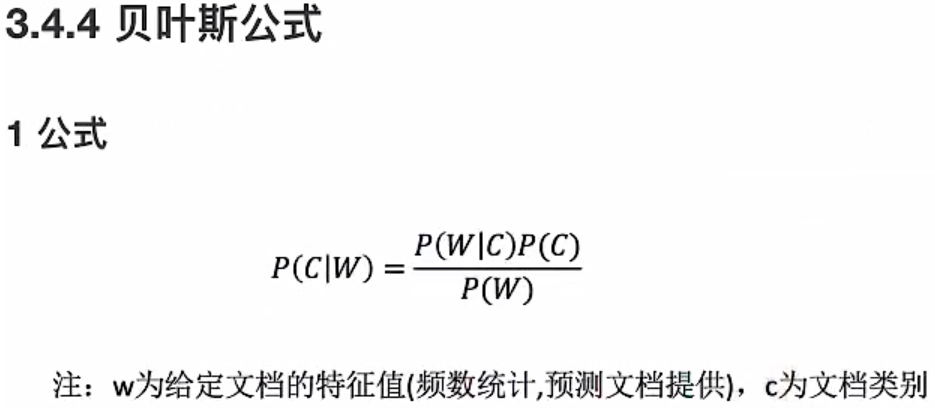 3.4.4 贝叶斯公式
1 公式
P(C|W) = P(W|C)P(C) / P(W)
注：w为给定文档的特征值(频数统计,预测文档提供)，c为文档类别